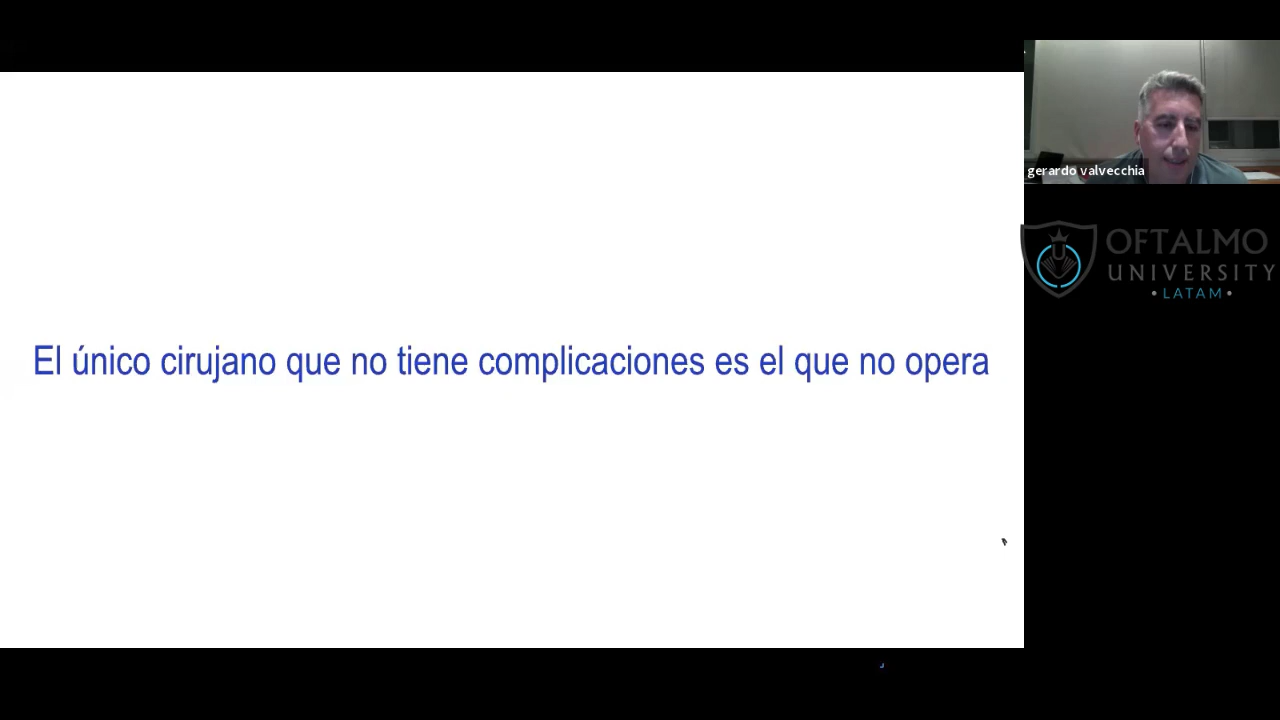 El único cirujano que no tiene complicaciones es el que no opera
gerardo valvecchia
OFTALMO
UNIVERSITY
• LATAM •